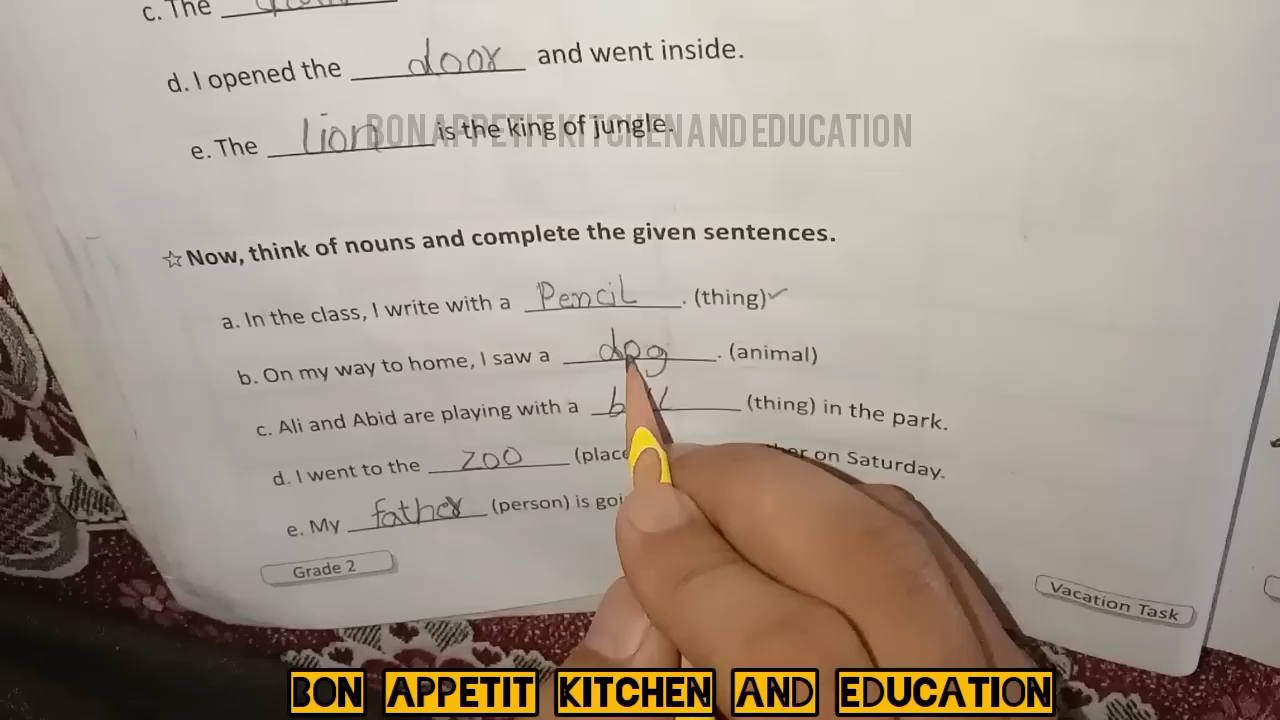 c. The
d. I opened the door and went inside.
e. The lion is the king of jungle.
BON APPETIT KITCHEN AND EDUCATION
☆Now, think of nouns and complete the given sentences.
a. In the class, I write with a Pencil. (thing)✓
b. On my way to home, I saw a dog. (animal)
c. Ali and Abid are playing with a (thing) in the park.
d. I went to the zoo on Saturday.
e. My father (person) is
Grade 2
Vacation Task
BON APPETIT KITCHEN AND EDUCATION